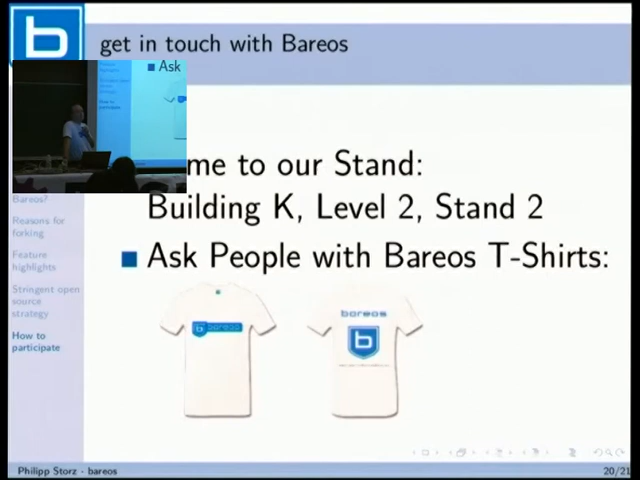 get in touch with Bareos
Ask
me to our Stand:
Building K, Level 2, Stand 2
Ask People with Bareos T-Shirts:
Bareos?
Reasons for
forking
Feature
highlights
Stringent open
source
strategy
How to
participate
b
bareos
bareos
b
Philipp Storz - bareos
20/21